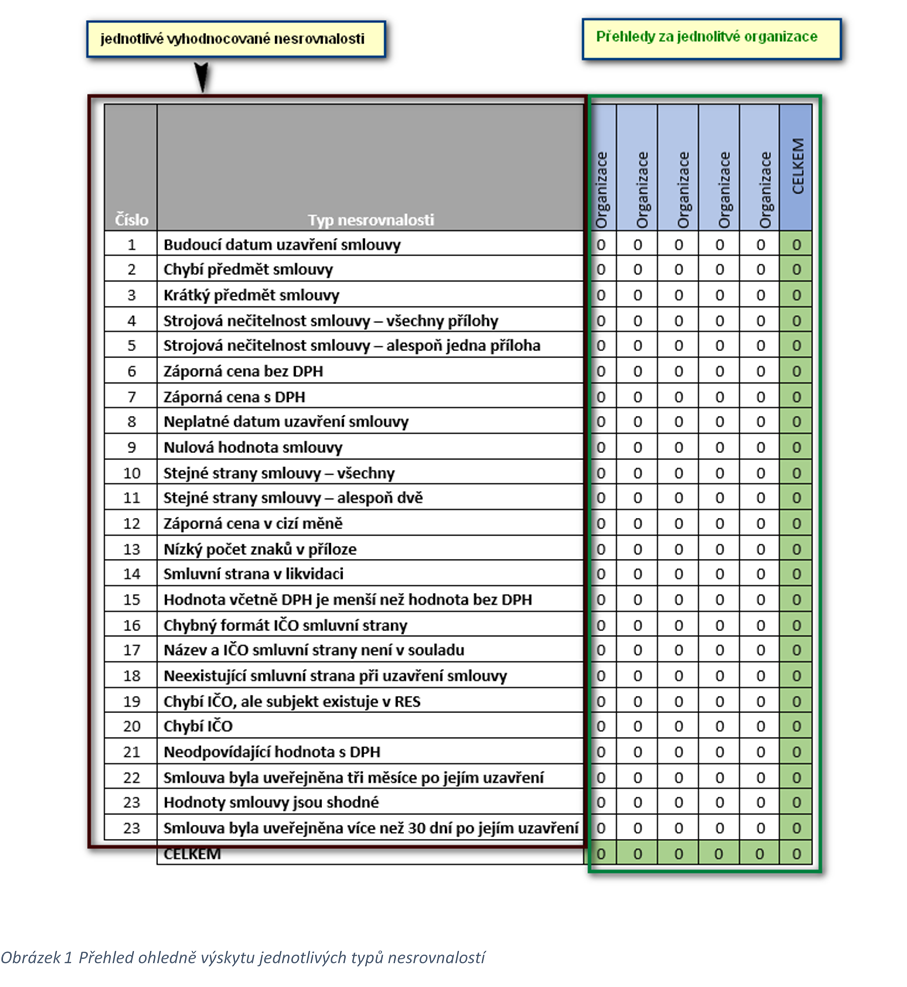 jednotlivé vyhodnocované nesrovnalosti
Přehledy za jednolitvé organizace
Číslo Typ nesrovnalosti Organizace Organizace Organizace Organizace Organizace CELKEM
1 Budoucí datum uzavření smlouvy 0 0 0 0 0 0
2 Chybí předmět smlouvy 0 0 0 0 0 0
3 Krátký předmět smlouvy 0 0 0 0 0 0
4 Strojová nečitelnost smlouvy – všechny přílohy 0 0 0 0 0 0
5 Strojová nečitelnost smlouvy – alespoň jedna příloha 0 0 0 0 0 0
6 Záporná cena bez DPH 0 0 0 0 0 0
7 Záporná cena s DPH 0 0 0 0 0 0
8 Neplatné datum uzavření smlouvy 0 0 0 0 0 0
9 Nulová hodnota smlouvy 0 0 0 0 0 0
10 Stejné strany smlouvy – všechny 0 0 0 0 0 0
11 Stejné strany smlouvy – alespoň dvě 0 0 0 0 0 0
12 Záporná cena v cizí měně 0 0 0 0 0 0
13 Nízký počet znaků v příloze 0 0 0 0 0 0
14 Smluvní strana v likvidaci 0 0 0 0 0 0
15 Hodnota včetně DPH je menší než hodnota bez DPH 0 0 0 0 0 0
16 Chybný formát IČO smluvní strany 0 0 0 0 0 0
17 Název a IČO smluvní strany není v souladu 0 0 0 0 0 0
18 Neexistující smluvní strana při uzavření smlouvy 0 0 0 0 0 0
19 Chybí IČO, ale subjekt existuje v RES 0 0 0 0 0 0
20 Chybí IČO 0 0 0 0 0 0
21 Neodpovídající hodnota s DPH 0 0 0 0 0 0
22 Smlouva byla uveřejněna tři měsíce po jejím uzavření 0 0 0 0 0 0
23 Hodnoty smlouvy jsou shodné 0 0 0 0 0 0
23 Smlouva byla uveřejněna více než 30 dní po jejím uzavření 0 0 0 0 0 0
CELKEM 0 0 0 0 0 0
Obrázek 1 Přehled ohledně výskytu jednotlivých typů nesrovnalostí